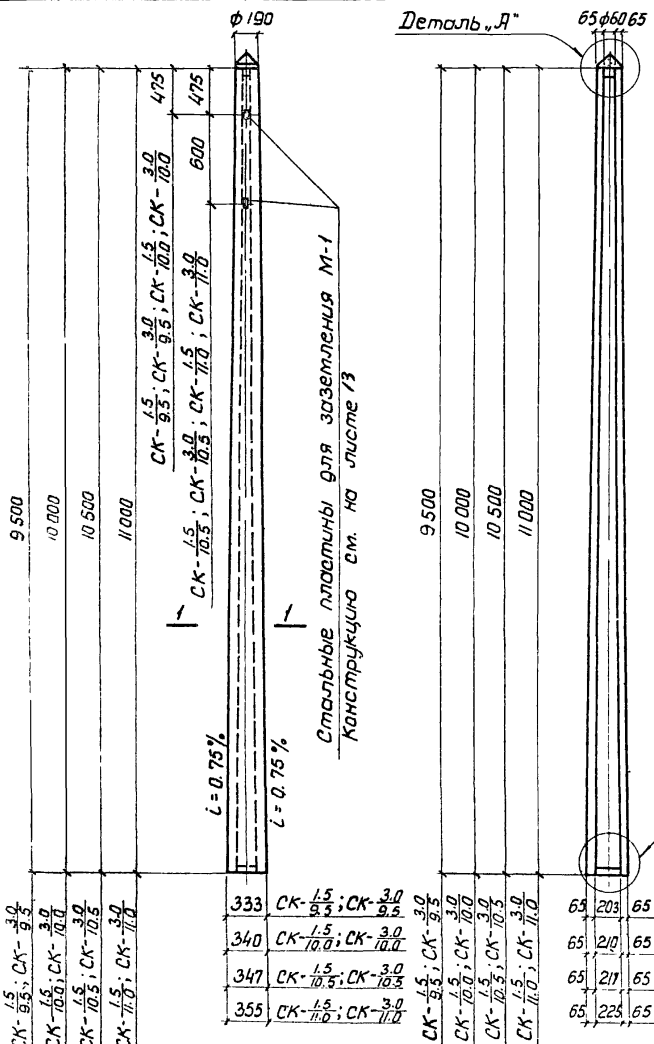 ф 190
Деталь „А"
65 ф60 65
475
475
600
СК-1.5/9.5; СК-3.0/9.5; СК-1.5/10.0; СК-3.0/10.0
СК-1.5/10.5; СК-3.0/10.5; СК-1.5/11.0; СК-3.0/11.0
Стальные пластины для заземления М-1
Конструкцию см. на листе 13
9 500
10 000
10 500
11 000
9 500
10 000
10 500
11 000
1
1
i = 0.75%
i = 0.75%
СК-1.5/9.5; СК-3.0/9.5
СК-1.5/10.0; СК-3.0/10.0
СК-1.5/10.5; СК-3.0/10.5
СК-1.5/11.0; СК-3.0/11.0
333 СК-1.5/9.5; СК-3.0/9.5
340 СК-1.5/10.0; СК-3.0/10.0
347 СК-1.5/10.5; СК-3.0/10.5
355 СК-1.5/11.0; СК-3.0/11.0
СК-1.5/9.5; СК-3.0/9.5
СК-1.5/10.0; СК-3.0/10.0
СК-1.5/10.5; СК-3.0/10.5
СК-1.5/11.0; СК-3.0/11.0
65 203 65
65 210 65
65 217 65
65 225 65